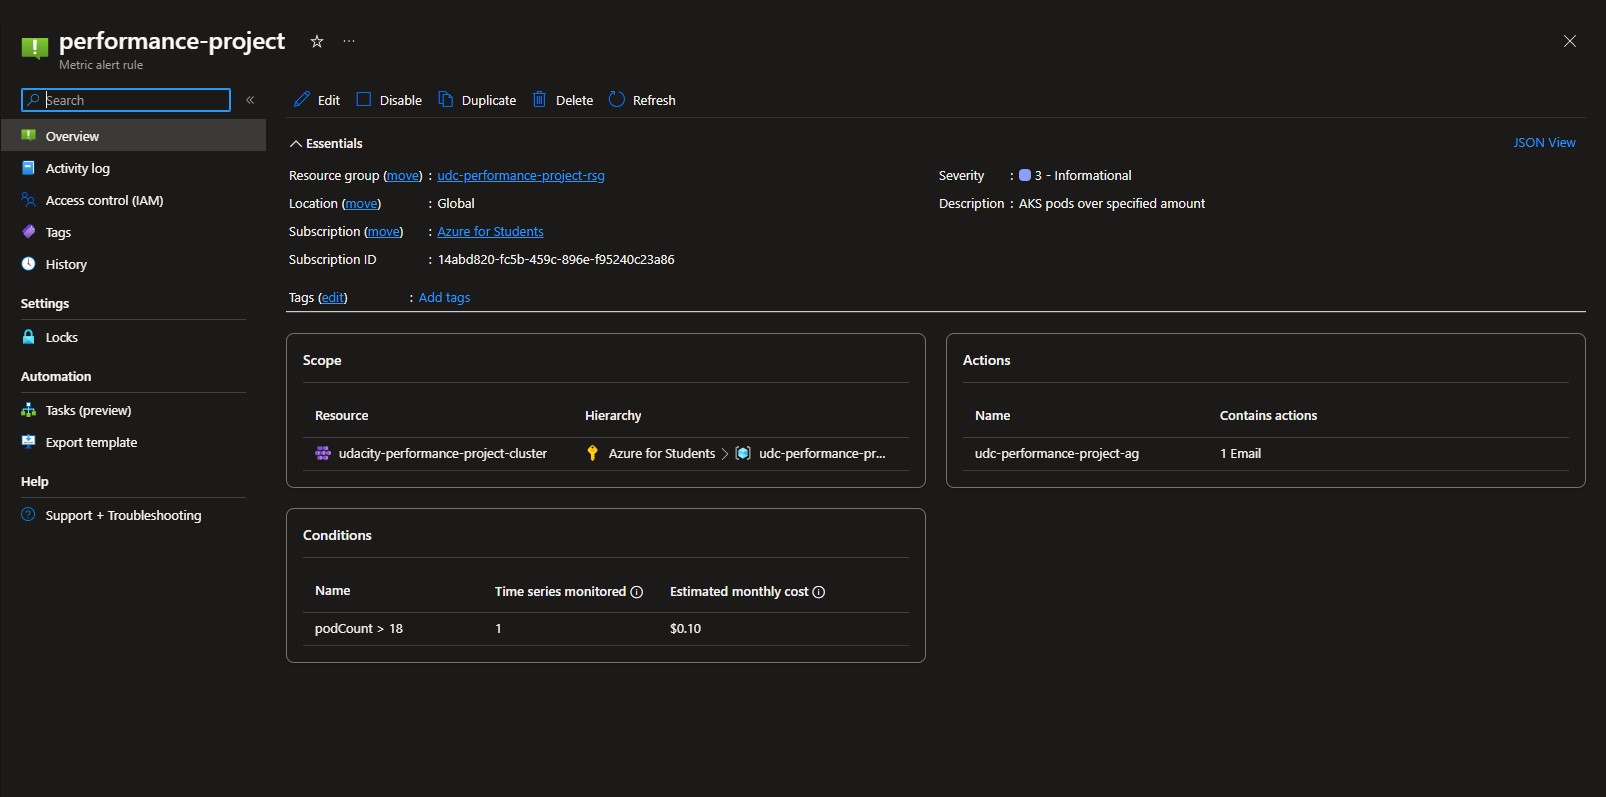 performance-project
Metric alert rule
Search
«
Overview
Activity log
Access control (IAM)
Tags
History
Settings
Locks
Automation
Tasks (preview)
Export template
Help
Support + Troubleshooting
Edit Disable Duplicate Delete Refresh
Essentials
JSON View
Resource group (move) : udc-performance-project-rsg
Location (move) : Global
Subscription (move) : Azure for Students
Subscription ID : 14abd820-fc5b-459c-896e-f95240c23a86
Severity : 3 - Informational
Description : AKS pods over specified amount
Tags (edit) : Add tags
Scope
Resource Hierarchy
udacity-performance-project-cluster Azure for Students > udc-performance-pr...
Actions
Name Contains actions
udc-performance-project-ag 1 Email
Conditions
Name Time series monitored Estimated monthly cost
podCount > 18 1 $0.10